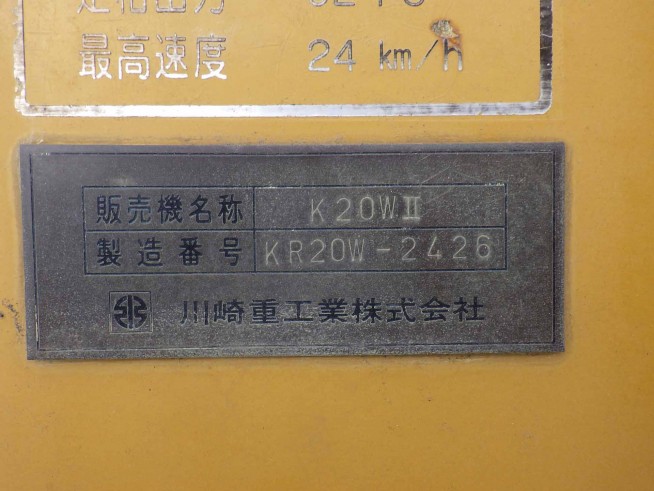 最高速度 24 km/h
販売機名称 K20WⅡ
製造番号 KR20W-2426
川崎重工業株式会社